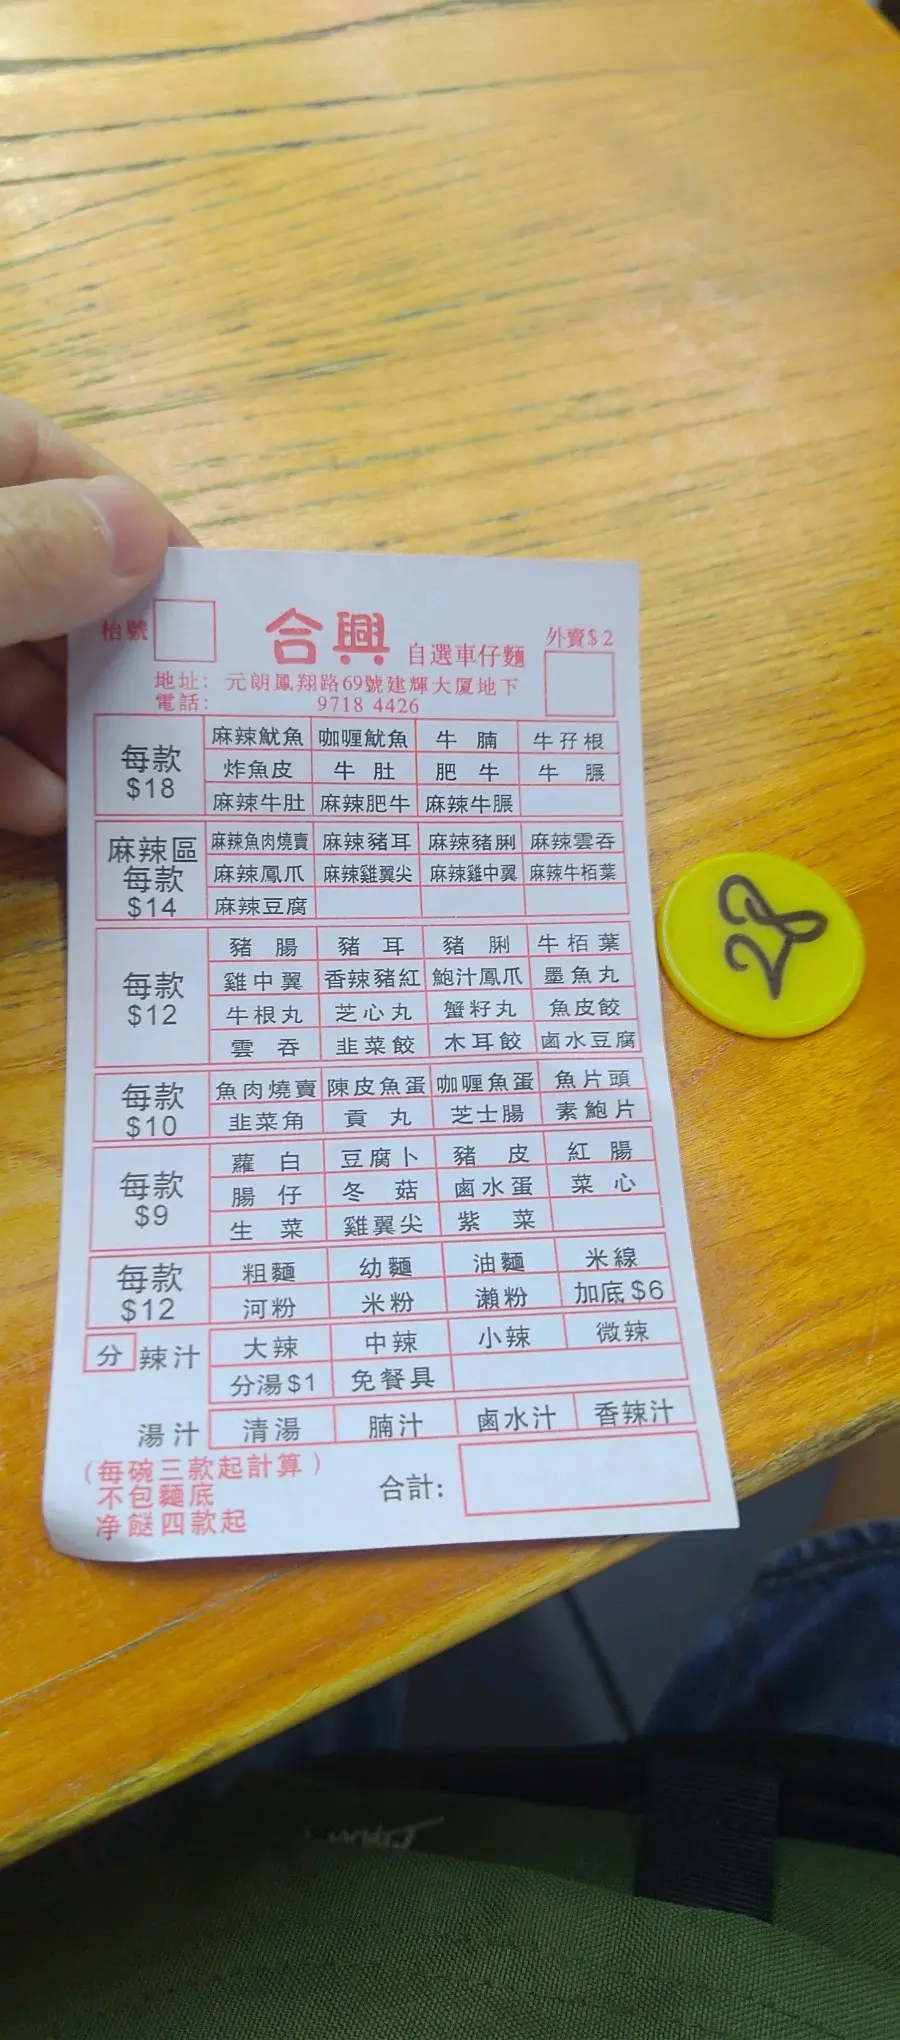 枱號
合興 自選車仔麵
外賣$2
地址: 元朗鳳翔路69號建輝大厦地下
電話: 9718 4426
每款 $18
麻辣魷魚 咖喱魷魚 牛腩 牛孖根
炸魚皮 牛肚 肥牛 牛𦟌
麻辣牛肚 麻辣肥牛 麻辣牛𦟌
麻辣區 每款 $14
麻辣魚肉燒賣 麻辣豬耳 麻辣豬脷 麻辣雲吞
麻辣鳳爪 麻辣雞翼尖 麻辣雞中翼 麻辣牛栢葉
麻辣豆腐
每款 $12
豬腸 豬耳 豬脷 牛栢葉
雞中翼 香辣豬紅 鮑汁鳳爪 墨魚丸
牛根丸 芝心丸 蟹籽丸 魚皮餃
雲吞 韭菜餃 木耳餃 鹵水豆腐
每款 $10
魚肉燒賣 陳皮魚蛋 咖喱魚蛋 魚片頭
韭菜角 貢丸 芝士腸 素鮑片
每款 $9
蘿白 豆腐卜 豬皮 紅腸
腸仔 冬菇 鹵水蛋 菜心
生菜 雞翼尖 紫菜
每款 $12
粗麵 幼麵 油麵 米線
河粉 米粉 瀨粉 加底$6
分 辣汁
大辣 中辣 小辣 微辣
分湯$1 免餐具
湯汁 清湯 腩汁 鹵水汁 香辣汁
(每碗三款起計算)
不包麵底
净餸四款起
合計: